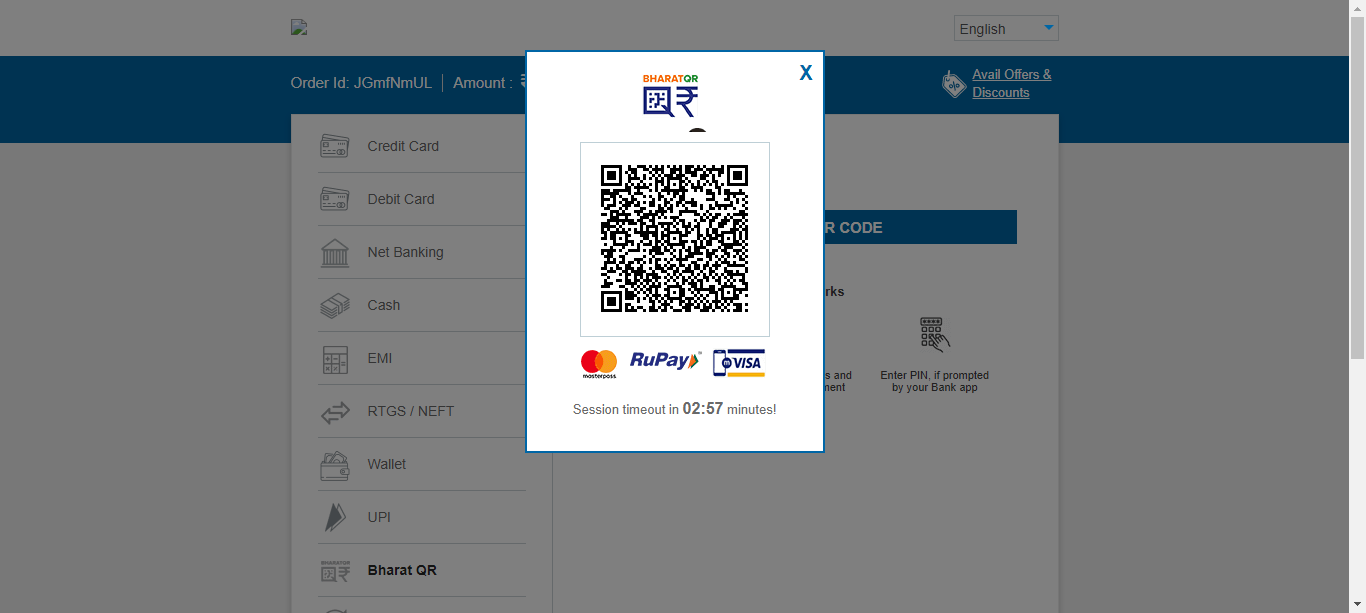 English
Order Id: JGmfNmUL
Amount :
Avail Offers &
Discounts
Credit Card
Debit Card
Net Banking
Cash
EMI
RTGS / NEFT
Wallet
UPI
BHARATQR
Bharat QR
BHARATQR
X
masterpass
RuPay
VISA
Session timeout in 02:57 minutes!
R CODE
rks
s and
ment
Enter PIN, if prompted
by your Bank app